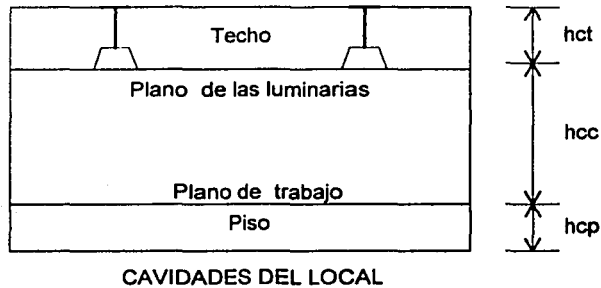 Techo
hct
Plano de las luminarias
hcc
Plano de trabajo
Piso
hcp
CAVIDADES DEL LOCAL